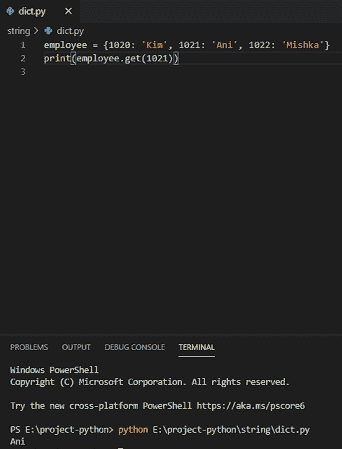 dict.py ×
string > dict.py
1 employee = {1020: 'Kim', 1021: 'Ani', 1022: 'Mishka'}
2 print(employee.get(1021))
3
PROBLEMS OUTPUT DEBUG CONSOLE TERMINAL
Windows PowerShell
Copyright (C) Microsoft Corporation. All rights reserved.
Try the new cross-platform PowerShell https://aka.ms/pscore6
PS E:\project-python> python E:\project-python\string\dict.py
Ani